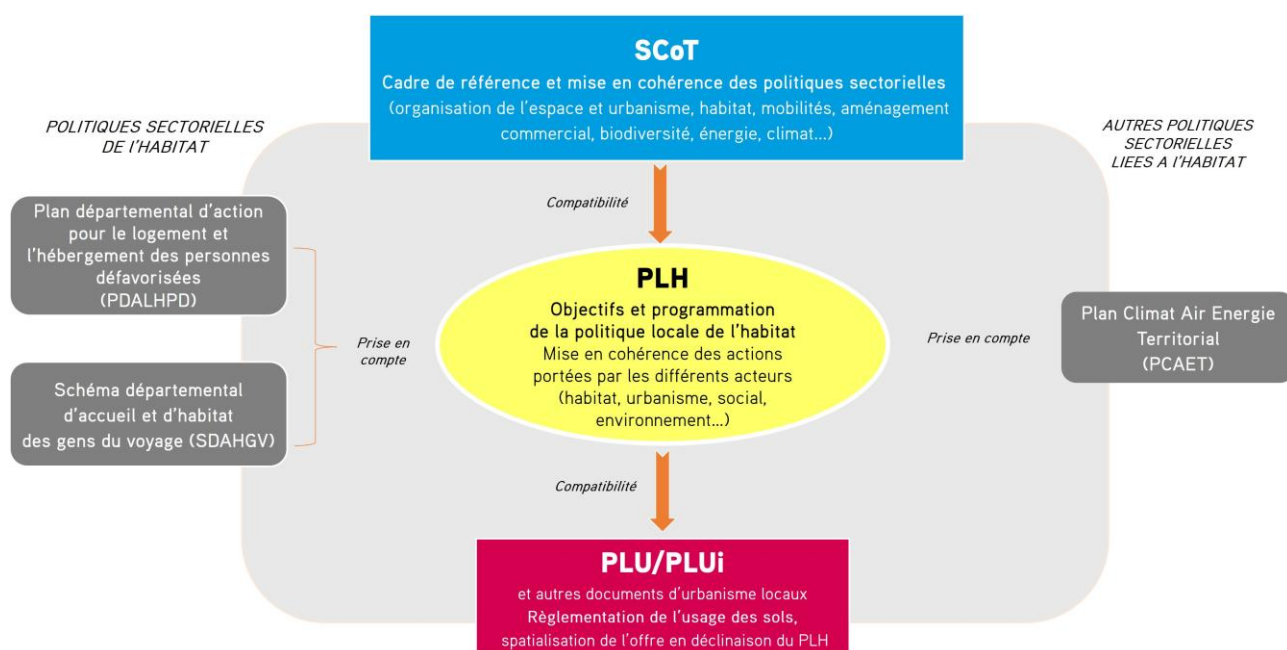 SCoT
Cadre de référence et mise en cohérence des politiques sectorielles
(organisation de l'espace et urbanisme, habitat, mobilités, aménagement
commercial, biodiversité, énergie, climat...)
POLITIQUES SECTORIELLES
DE l'HABITAT
AUTRES POLITIQUES
SECTORIELLES
LIEES A l'HABITAT
Compatibilité
Plan départemental d'action
pour le logement et
l'hébergement des personnes
défavorisées
(PDALHPD)
Schéma départemental
d'accueil et d'habitat
des gens du voyage (SDAHGV)
Prise en
compte
PLH
Objectifs et programmation
de la politique locale de l'habitat
Mise en cohérence des actions
portées par les différents acteurs
(habitat, urbanisme, social,
environnement...)
Prise en compte
Plan Climat Air Energie
Territorial
(PCAET)
Compatibilité
PLU/PLUi
et autres documents d'urbanisme locaux
Règlementation de l'usage des sols,
spatialisation de l'offre en déclinaison du PLH